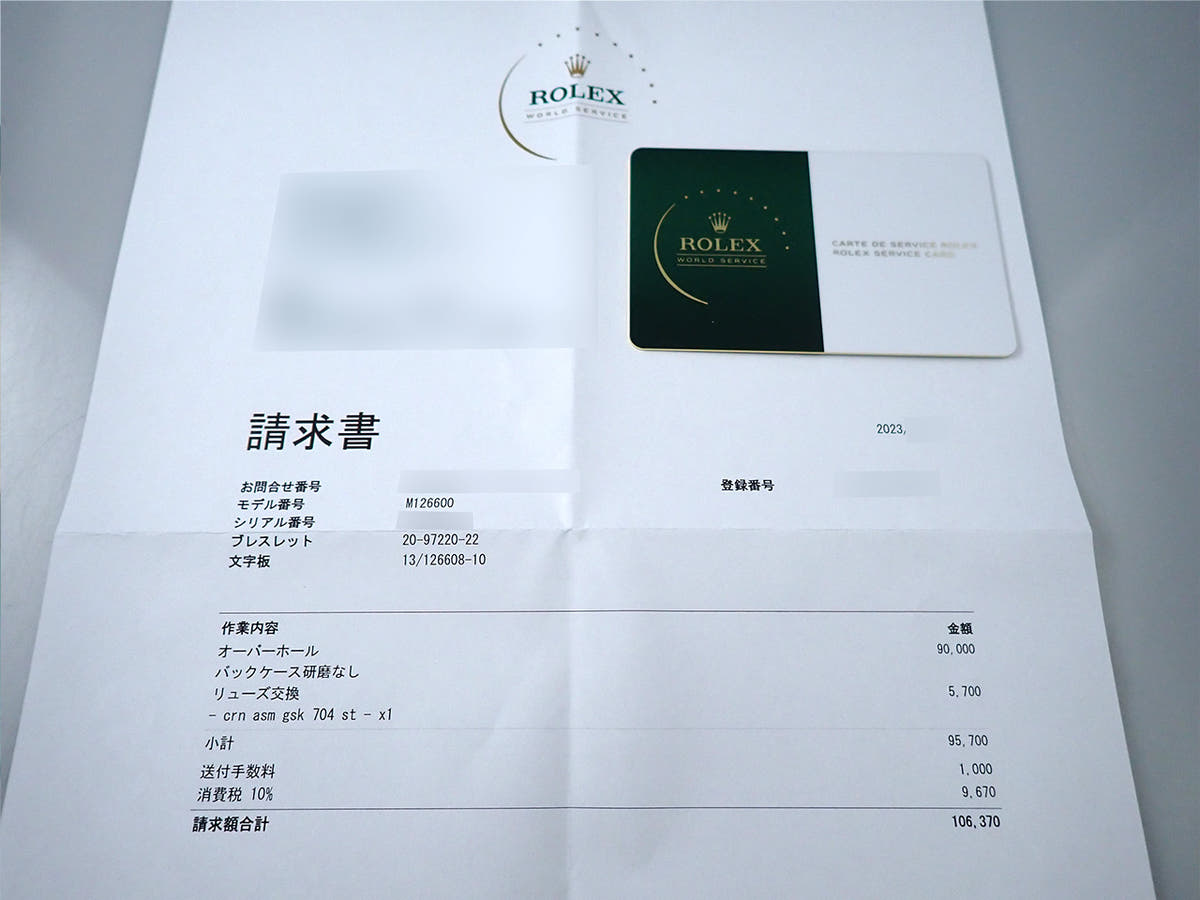 ROLEX
WORLD SERVICE
ROLEX
WORLD SERVICE
CARTE DE SERVICE ROLEX
ROLEX SERVICE CARD
請求書
2023,
お問合せ番号
登録番号
モデル番号 M126600
シリアル番号
ブレスレット 20-97220-22
文字板 13/126608-10
作業内容 金額
オーバーホール 90,000
バックケース研磨なし
リューズ交換 5,700
- crn asm gsk 704 st - x1
小計 95,700
送付手数料 1,000
消費税 10% 9,670
請求額合計 106,370